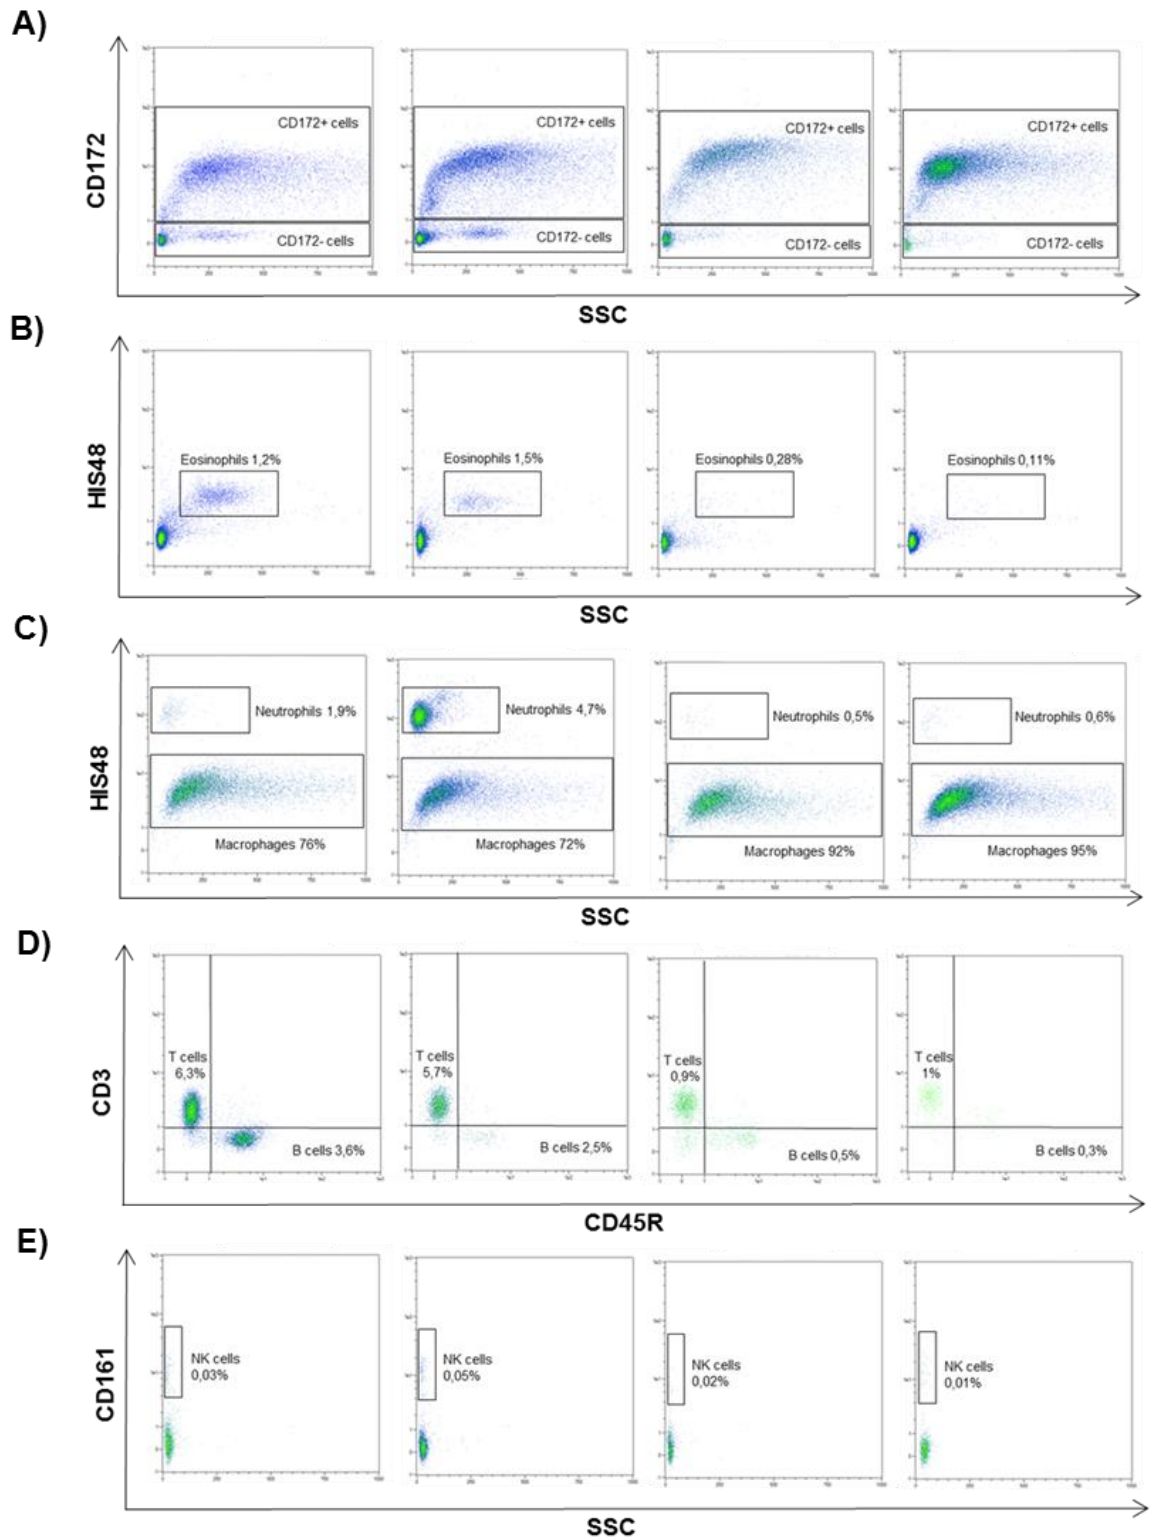 A)
CD172
CD172+ cells
CD172- cells
CD172+ cells
CD172- cells
CD172+ cells
CD172- cells
CD172+ cells
CD172- cells
SSC
B)
HIS48
Eosinophils 1,2%
Eosinophils 1,5%
Eosinophils 0,28%
Eosinophils 0,11%
SSC
C)
HIS48
Neutrophils 1,9%
Macrophages 76%
Neutrophils 4,7%
Macrophages 72%
Neutrophils 0,5%
Macrophages 92%
Neutrophils 0,6%
Macrophages 95%
SSC
D)
CD3
T cells
6,3%
B cells 3,6%
T cells
5,7%
B cells 2,5%
T cells
0,9%
B cells 0,5%
T cells
1%
B cells 0,3%
CD45R
E)
CD161
NK cells
0,03%
NK cells
0,05%
NK cells
0,02%
NK cells
0,01%
SSC